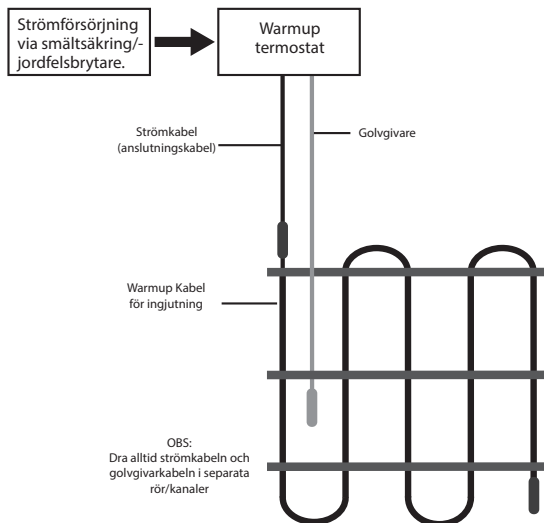 Strömförsörjning
via smältsäkring/-
jordfelsbrytare.
Warmup
termostat
Strömkabel
(anslutningskabel)
Golvgivare
Warmup Kabel
för ingjutning
OBS:
Dra alltid strömkabeln och
golvgivarkabeln i separata
rör/kanaler